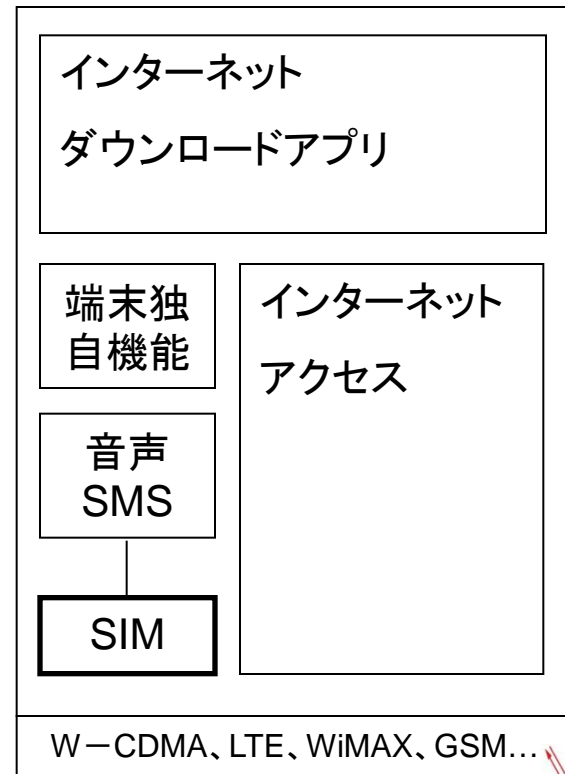 インターネット
ダウンロードアプリ
端末独
自機能
インターネット
アクセス
音声
SMS
SIM
W－CDMA、LTE、WiMAX、GSM…